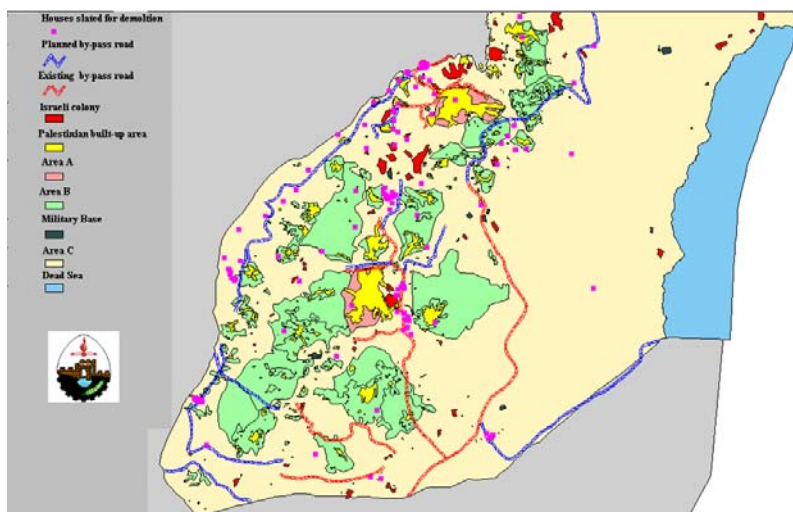 Houses slated for demoltion
Planned by-pass road
Existing by-pass road
Israeli colony
Palestinian built-up area
Area A
Area B
Military Base
Area C
Dead Sea